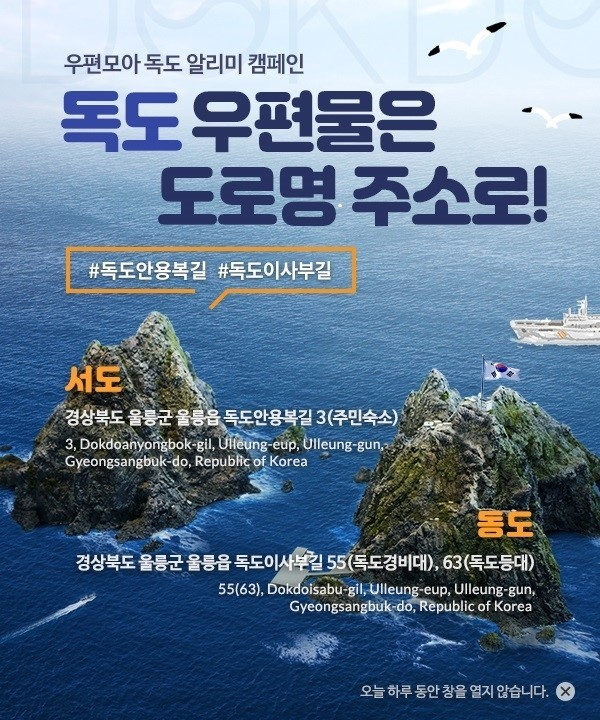 우편모아 독도 알리미 캠페인
독도 우편물은
도로명 주소로!
#독도안용복길 #독도이사부길
서도
경상북도 울릉군 울릉읍 독도안용복길 3(주민숙소)
3, Dokdoanyongbok-gil, Ulleung-eup, Ulleung-gun,
Gyeongsangbuk-do, Republic of Korea
동도
경상북도 울릉군 울릉읍 독도이사부길 55(독도경비대), 63(독도등대)
55(63), Dokdoisabu-gil, Ulleung-eup, Ulleung-gun,
Gyeongsangbuk-do, Republic of Korea
오늘 하루 동안 창을 열지 않습니다.